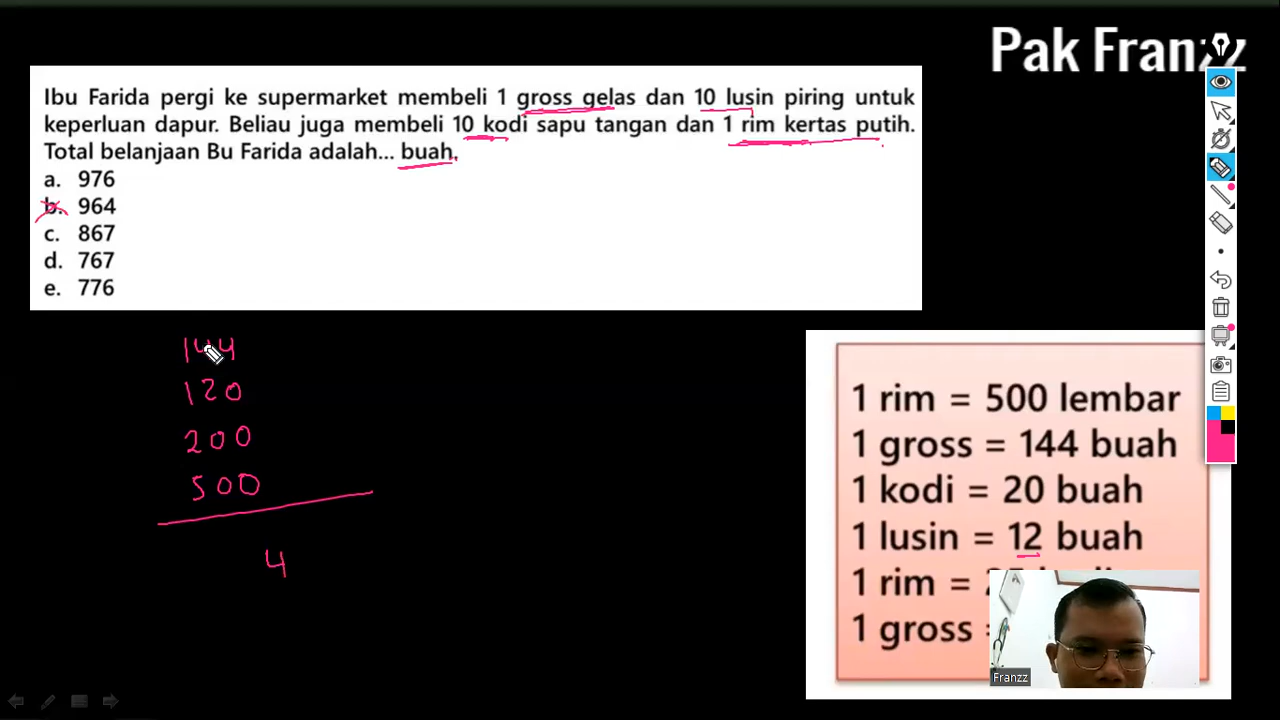 Pak Franzz
Ibu Farida pergi ke supermarket membeli 1 gross gelas dan 10 lusin piring untuk
keperluan dapur. Beliau juga membeli 10 kodi sapu tangan dan 1 rim kertas putih.
Total belanjaan Bu Farida adalah... buah.
a. 976
b. 964
c. 867
d. 767
e. 776
144
120
200
500
4
1 rim = 500 lembar
1 gross = 144 buah
1 kodi = 20 buah
1 lusin = 12 buah
1 rim =
1 gross
Franzz